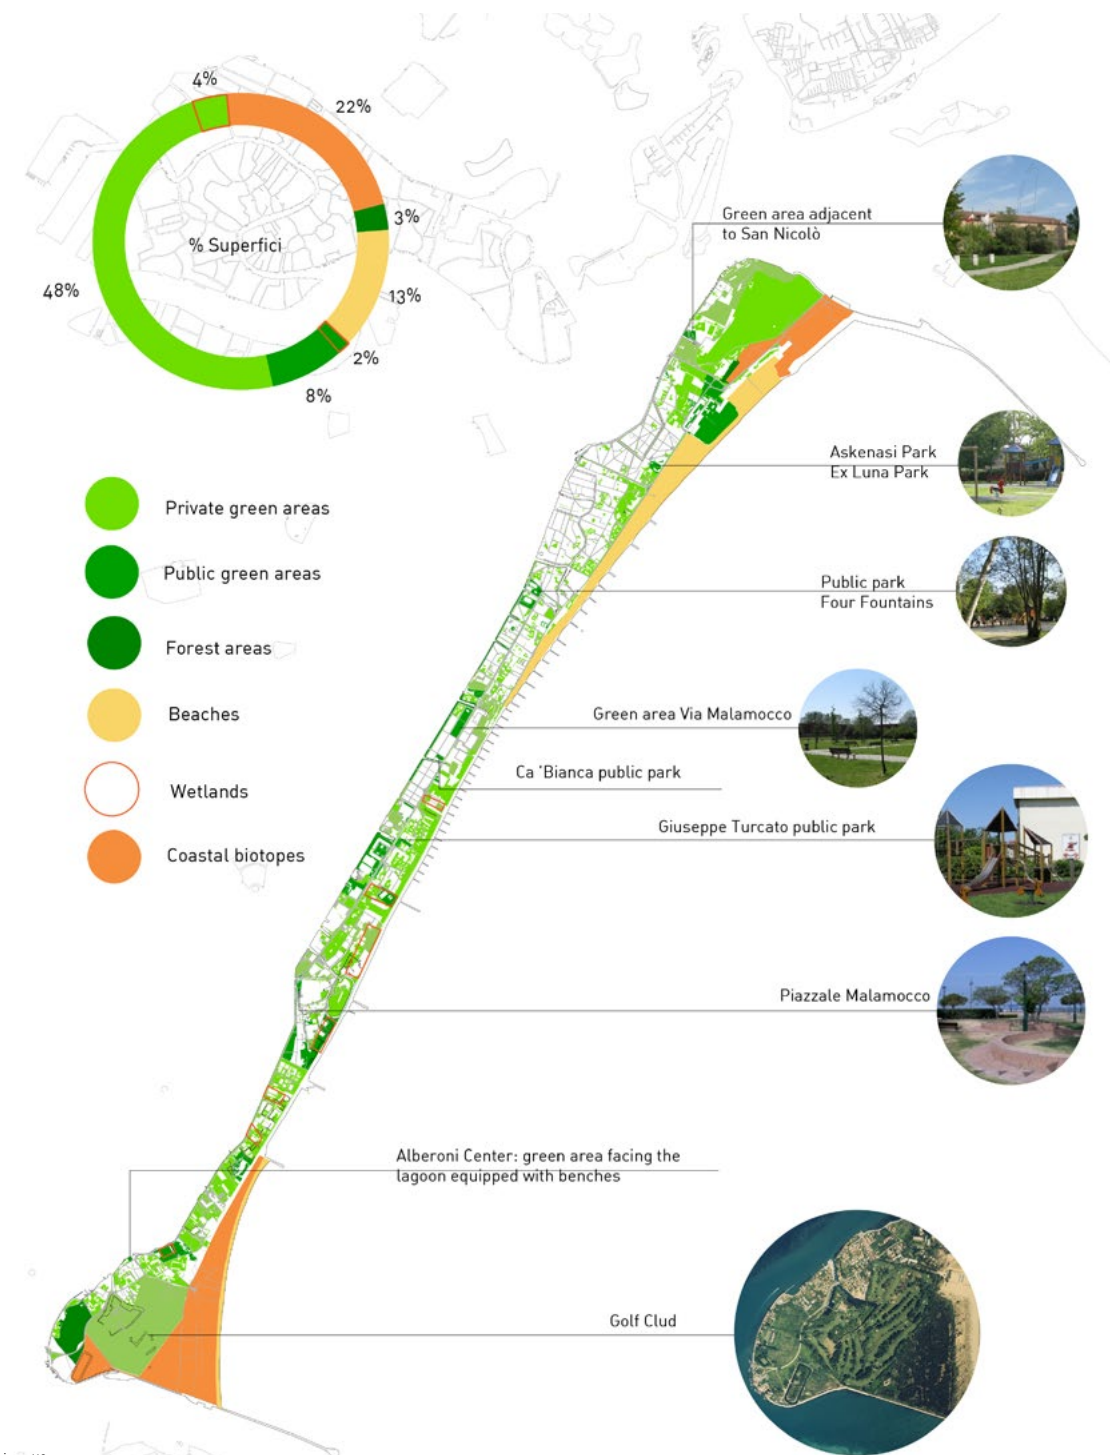 4%
22%
3%
% Superfici
13%
48%
2%
8%
Green area adjacent
to San Nicolò
Askenasi Park
Ex Luna Park
Private green areas
Public green areas
Public park
Four Fountains
Forest areas
Beaches
Green area Via Malamocco
Ca 'Bianca public park
Wetlands
Giuseppe Turcato public park
Coastal biotopes
Piazzale Malamocco
Alberoni Center: green area facing the
lagoon equipped with benches
Golf Clud